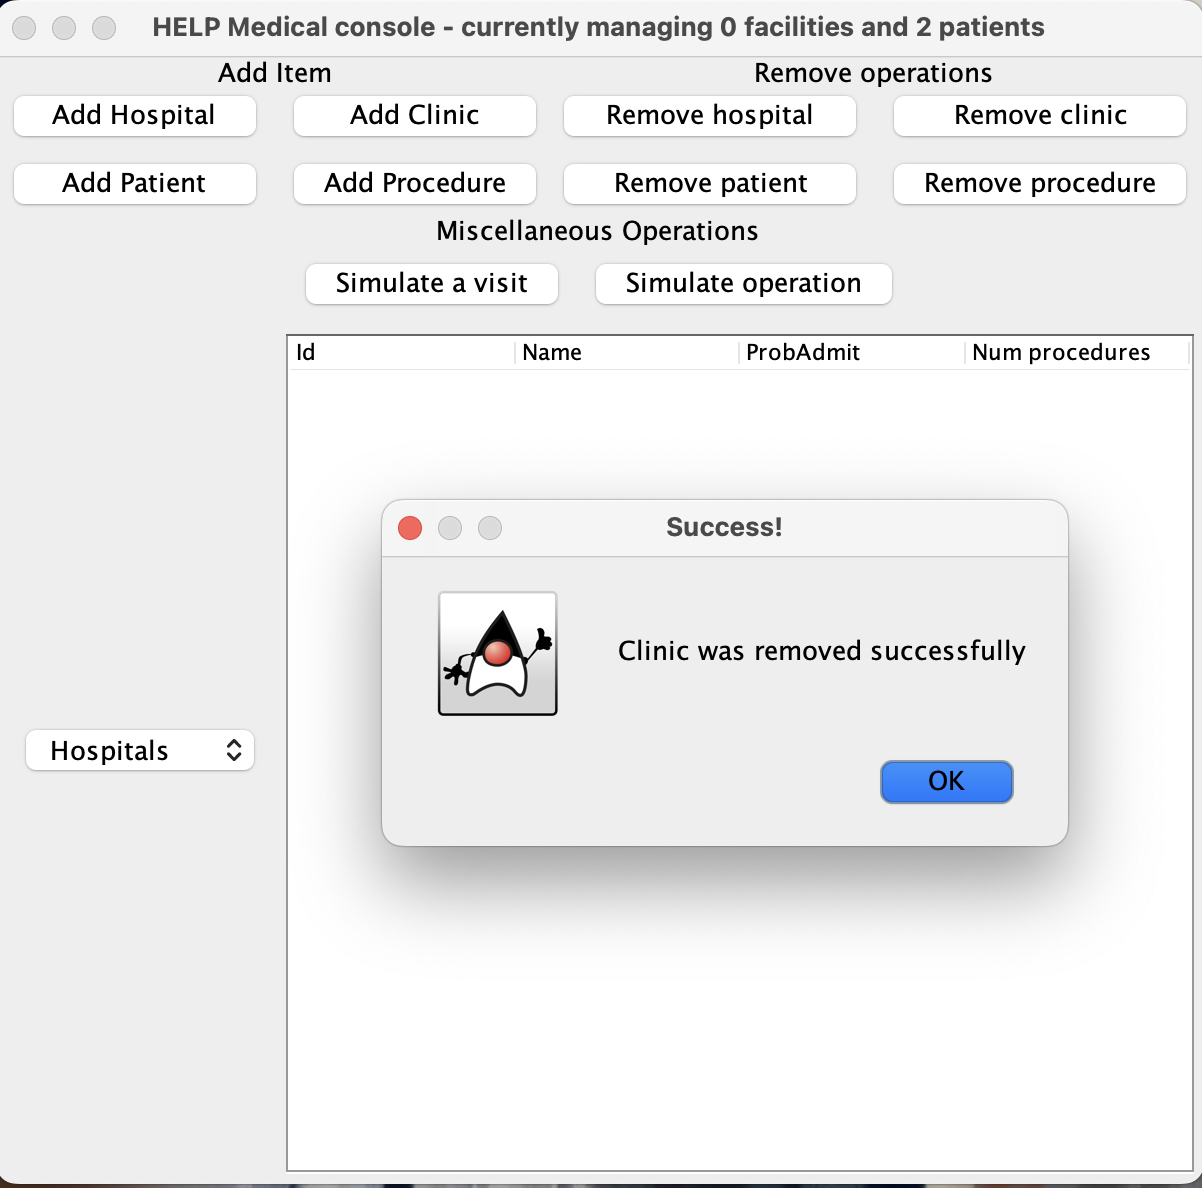 HELP Medical console - currently managing 0 facilities and 2 patients
Add Item
Remove operations
Add Hospital
Add Clinic
Remove hospital
Remove clinic
Add Patient
Add Procedure
Remove patient
Remove procedure
Miscellaneous Operations
Simulate a visit
Simulate operation
Id
Name
ProbAdmit
Num procedures
Success!
Clinic was removed successfully
Hospitals
OK